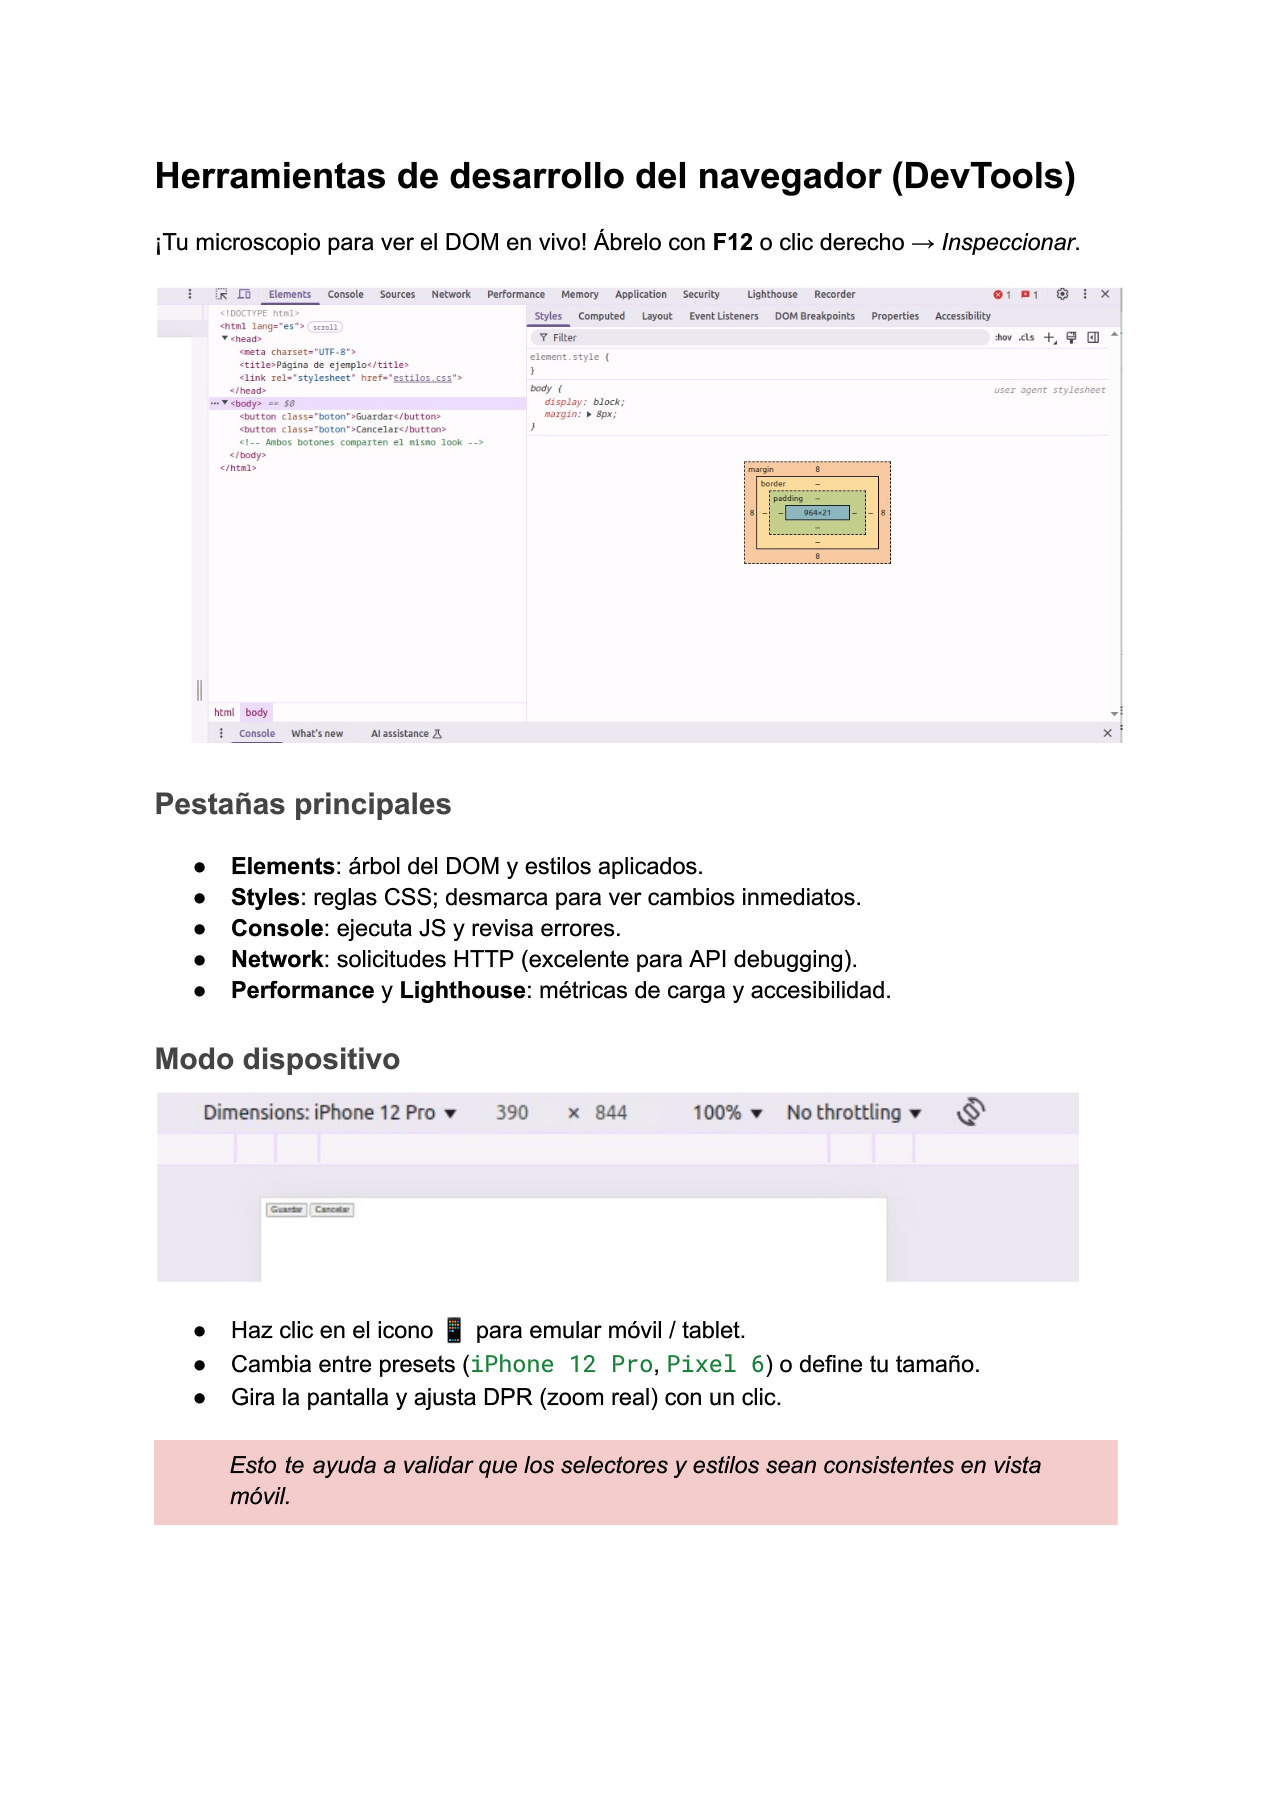 Herramientas de desarrollo del navegador (DevTools)
¡Tu microscopio para ver el DOM en vivo! Ábrelo con F12 o clic derecho → Inspeccionar.
Elements Console Sources Network Performance Memory Application Security Lighthouse Recorder 1 1
<!DOCTYPE html>
<html lang="es"> scroll
<head>
<meta charset="UTF-8">
<title>Página de ejemplo</title>
<link rel="stylesheet" href="estilos.css">
</head>
<body> == $0
<button class="boton">Guardar</button>
<button class="boton">Cancelar</button>
<!-- Ambos botones comparten el mismo look -->
</body>
</html>
html body
Styles Computed Layout Event Listeners DOM Breakpoints Properties Accessibility
Filter :hov .cls
element.style {
}
body { user agent stylesheet
display: block;
margin: ▶ 8px;
}
margin 8
border –
padding –
8 – – 964×21 – – 8
–
–
8
Console What's new AI assistance
Pestañas principales
● Elements: árbol del DOM y estilos aplicados.
● Styles: reglas CSS; desmarca para ver cambios inmediatos.
● Console: ejecuta JS y revisa errores.
● Network: solicitudes HTTP (excelente para API debugging).
● Performance y Lighthouse: métricas de carga y accesibilidad.
Modo dispositivo
Dimensions: iPhone 12 Pro ▼ 390 × 844 100% ▼ No throttling ▼
Guardar Cancelar
● Haz clic en el icono 📱 para emular móvil / tablet.
● Cambia entre presets (iPhone 12 Pro, Pixel 6) o define tu tamaño.
● Gira la pantalla y ajusta DPR (zoom real) con un clic.
Esto te ayuda a validar que los selectores y estilos sean consistentes en vista
móvil.